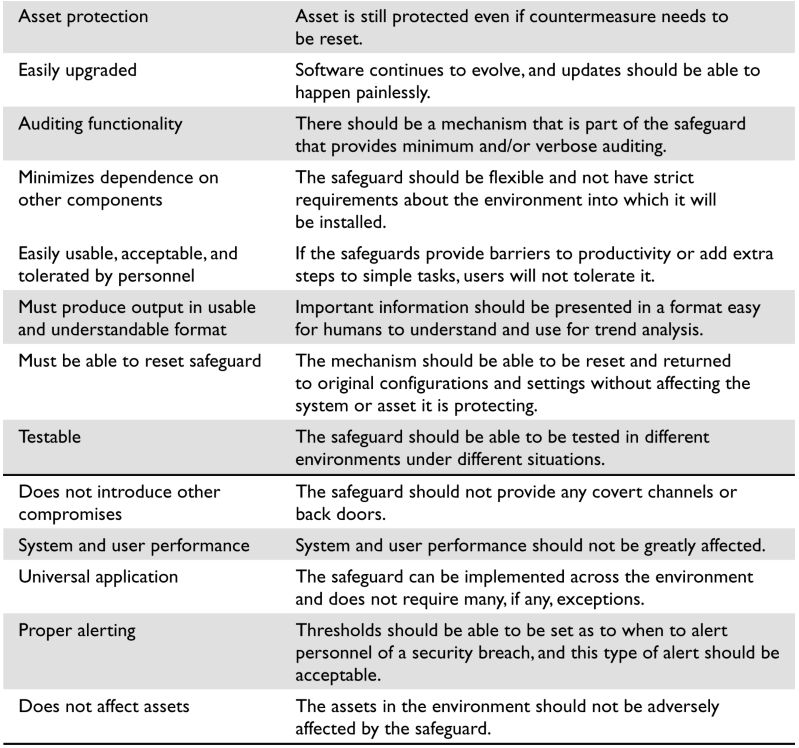 Asset protection
Asset is still protected even if countermeasure needs to
be reset.
Easily upgraded
Software continues to evolve, and updates should be able to
happen painlessly.
Auditing functionality
There should be a mechanism that is part of the safeguard
that provides minimum and/or verbose auditing.
Minimizes dependence on
other components
The safeguard should be flexible and not have strict
requirements about the environment into which it will
be installed.
Easily usable, acceptable, and
tolerated by personnel
If the safeguards provide barriers to productivity or add extra
steps to simple tasks, users will not tolerate it.
Must produce output in usable
and understandable format
Important information should be presented in a format easy
for humans to understand and use for trend analysis.
Must be able to reset safeguard
The mechanism should be able to be reset and returned
to original configurations and settings without affecting the
system or asset it is protecting.
Testable
The safeguard should be able to be tested in different
environments under different situations.
Does not introduce other
compromises
The safeguard should not provide any covert channels or
back doors.
System and user performance
System and user performance should not be greatly affected.
Universal application
The safeguard can be implemented across the environment
and does not require many, if any, exceptions.
Proper alerting
Thresholds should be able to be set as to when to alert
personnel of a security breach, and this type of alert should be
acceptable.
Does not affect assets
The assets in the environment should not be adversely
affected by the safeguard.